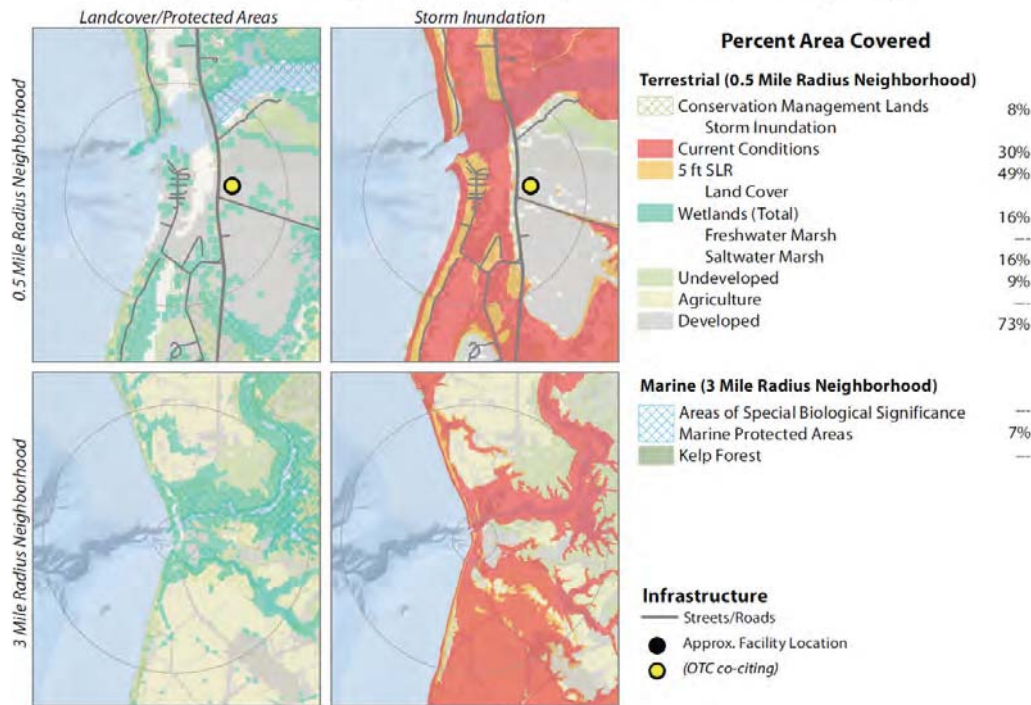 Landcover/Protected Areas
Storm Inundation
0.5 Mile Radius Neighborhood
3 Mile Radius Neighborhood
Percent Area Covered
Terrestrial (0.5 Mile Radius Neighborhood)
Conservation Management Lands 8%
Storm Inundation
Current Conditions 30%
5 ft SLR 49%
Land Cover
Wetlands (Total) 16%
Freshwater Marsh ---
Saltwater Marsh 16%
Undeveloped 9%
Agriculture ---
Developed 73%
Marine (3 Mile Radius Neighborhood)
Areas of Special Biological Significance ---
Marine Protected Areas 7%
Kelp Forest ---
Infrastructure
Streets/Roads
Approx. Facility Location
(OTC co-citing)